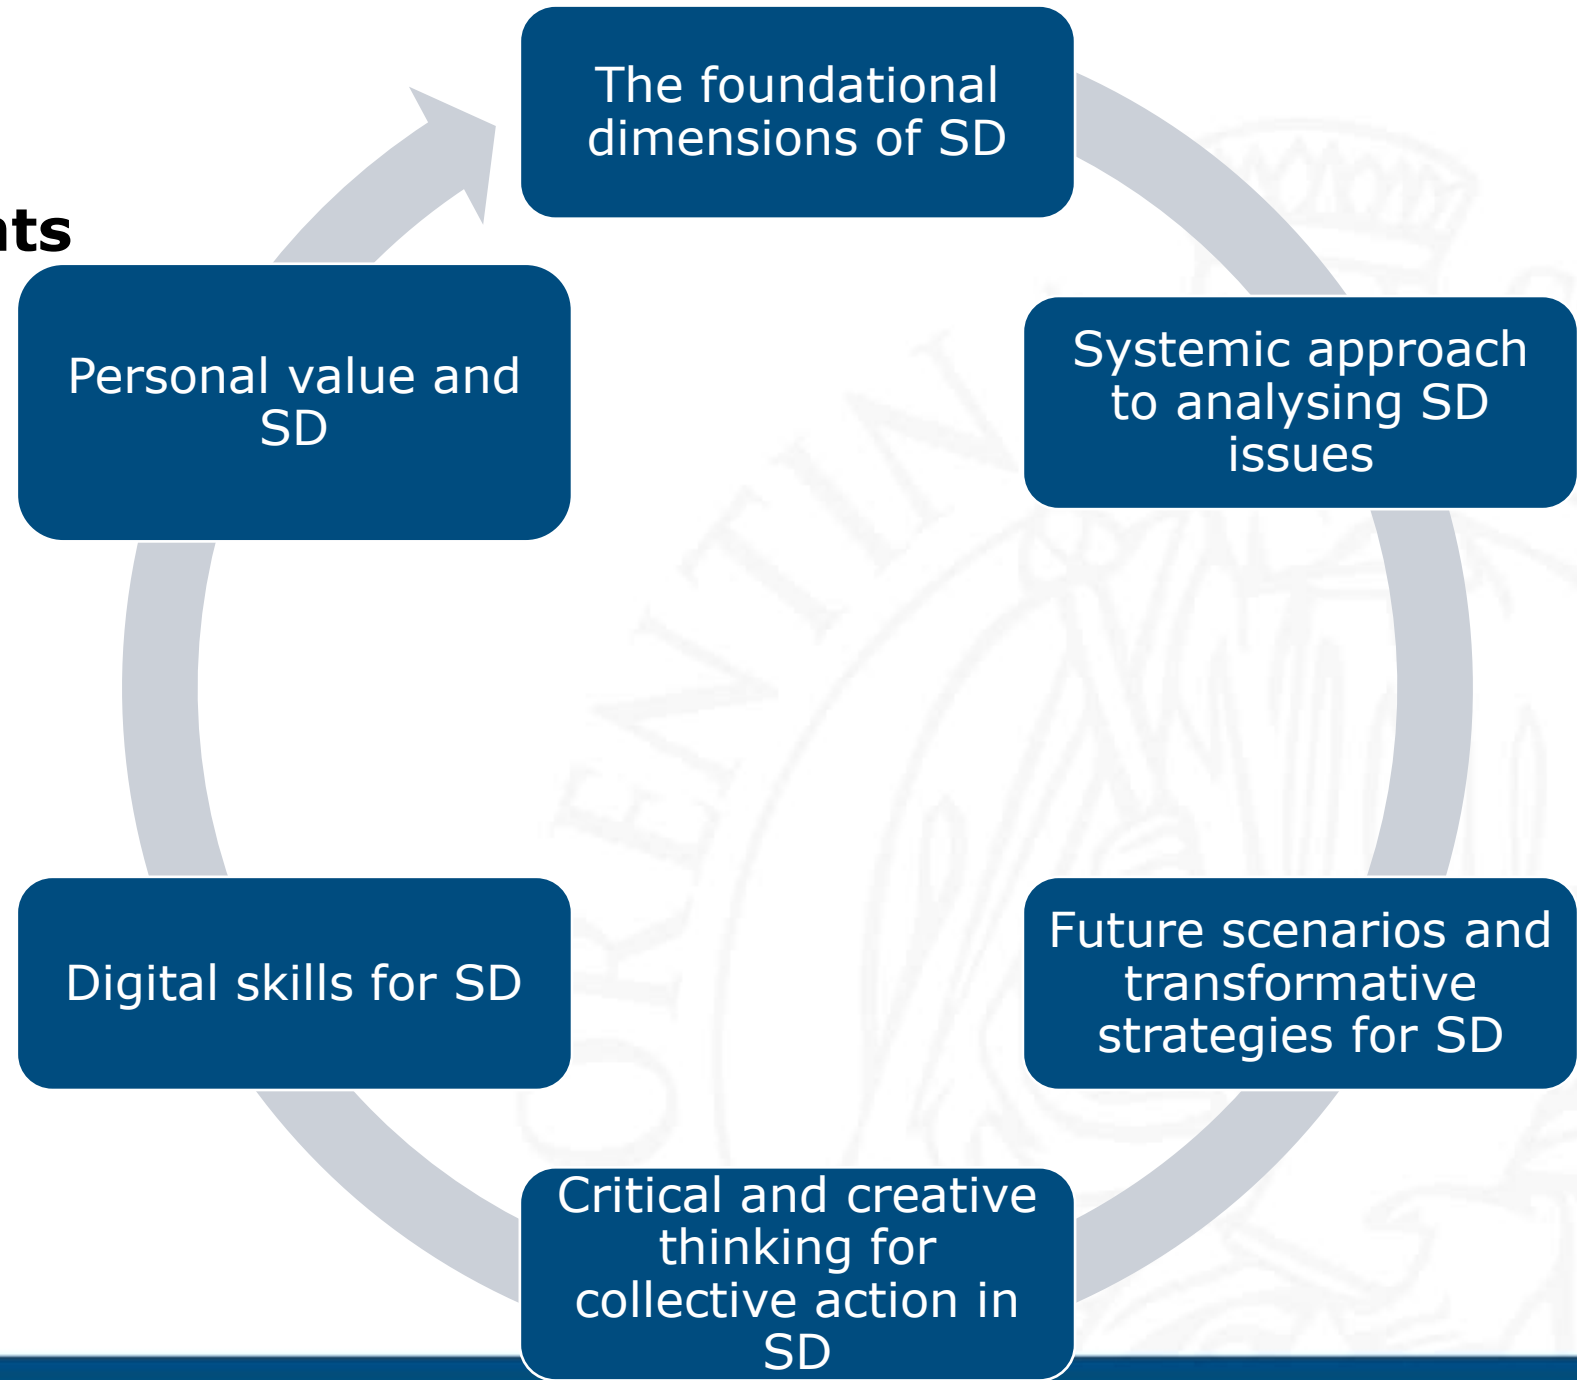 The foundational
dimensions of SD
nts
Personal value and
SD
Systemic approach
to analysing SD
issues
Digital skills for SD
Future scenarios and
transformative
strategies for SD
Critical and creative
thinking for
collective action in
SD